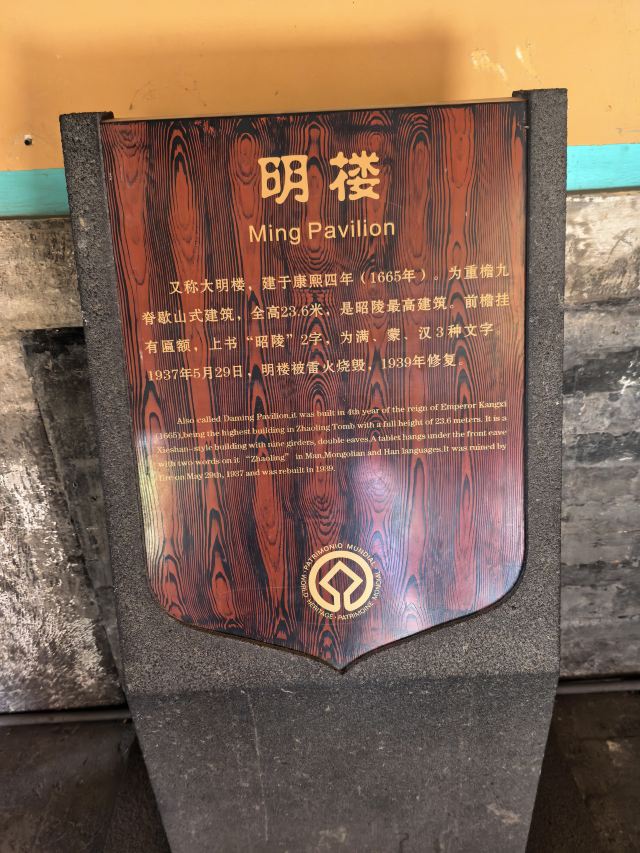 明楼
Ming Pavilion
又称大明楼，建于康熙四年（1665年）。为重檐九
脊歇山式建筑，全高23.6米，是昭陵最高建筑。前檐挂
有匾额，上书“昭陵”2字，为满、蒙、汉3种文字。
1937年5月29日，明楼被雷火烧毁，1939年修复。
Also called Daming Pavilion,it was built in 4th year of the reign of Emperor Kangxi
(1665),being the highest building in Zhaoling Tomb with a full height of 23.6 meters. It is a
Xieshan--style building with nine girders, double eaves.A tablet hangs under the front eave
with two words on it “Zhaoling” in Man,Mongolian and Han languages.It was ruined by
fire on May 29th, 1937 and was rebuilt in 1939.
PATRIMONIO MUNDIAL
WORLD HERITAGE
PATRIMOINE MONDIAL